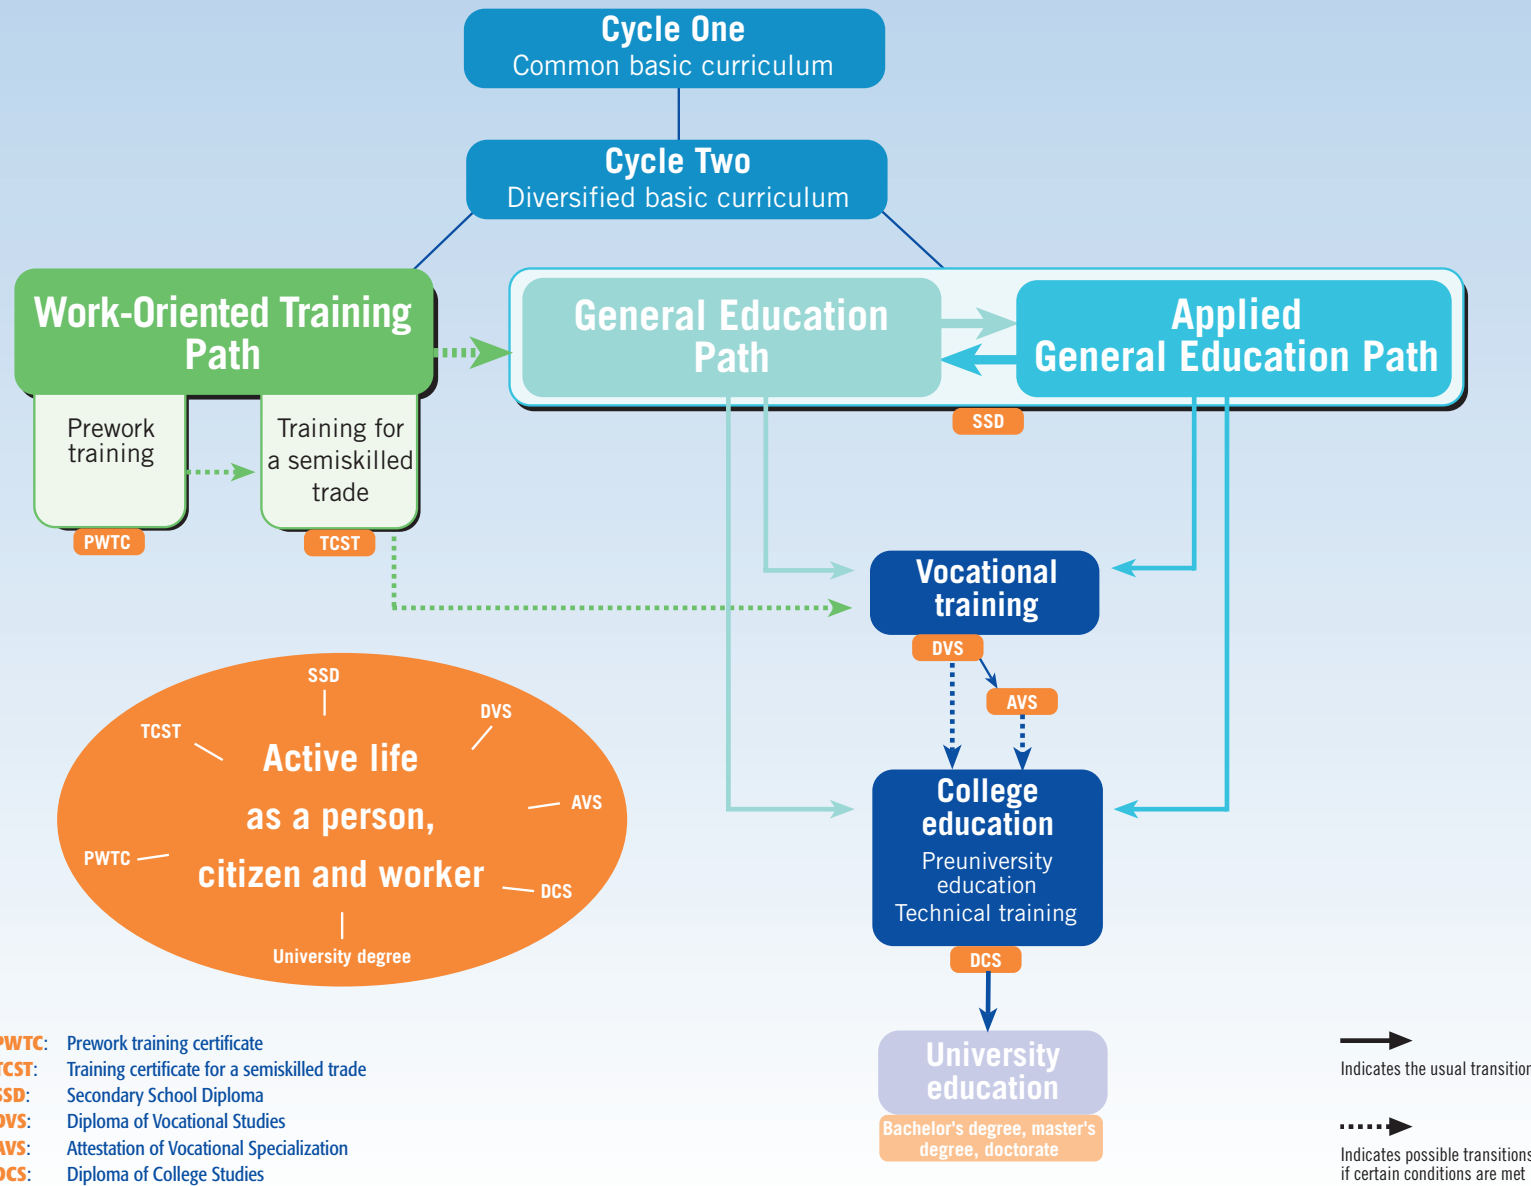 Cycle One
Common basic curriculum
Cycle Two
Diversified basic curriculum
Work-Oriented Training
Path
General Education
Path
Applied
General Education Path
SSD
Prework
training
Training for
a semiskilled
trade
PWTC
TCST
Vocational
training
DVS
AVS
College
education
Preuniversity
education
Technical training
DCS
University
education
Bachelor's degree, master's
degree, doctorate
SSD
DVS
TCST
Active life
as a person,
citizen and worker
AVS
PWTC
DCS
University degree
PWTC: Prework training certificate
TCST: Training certificate for a semiskilled trade
SSD: Secondary School Diploma
DVS: Diploma of Vocational Studies
AVS: Attestation of Vocational Specialization
DCS: Diploma of College Studies
Indicates the usual transition
Indicates possible transitions
if certain conditions are met